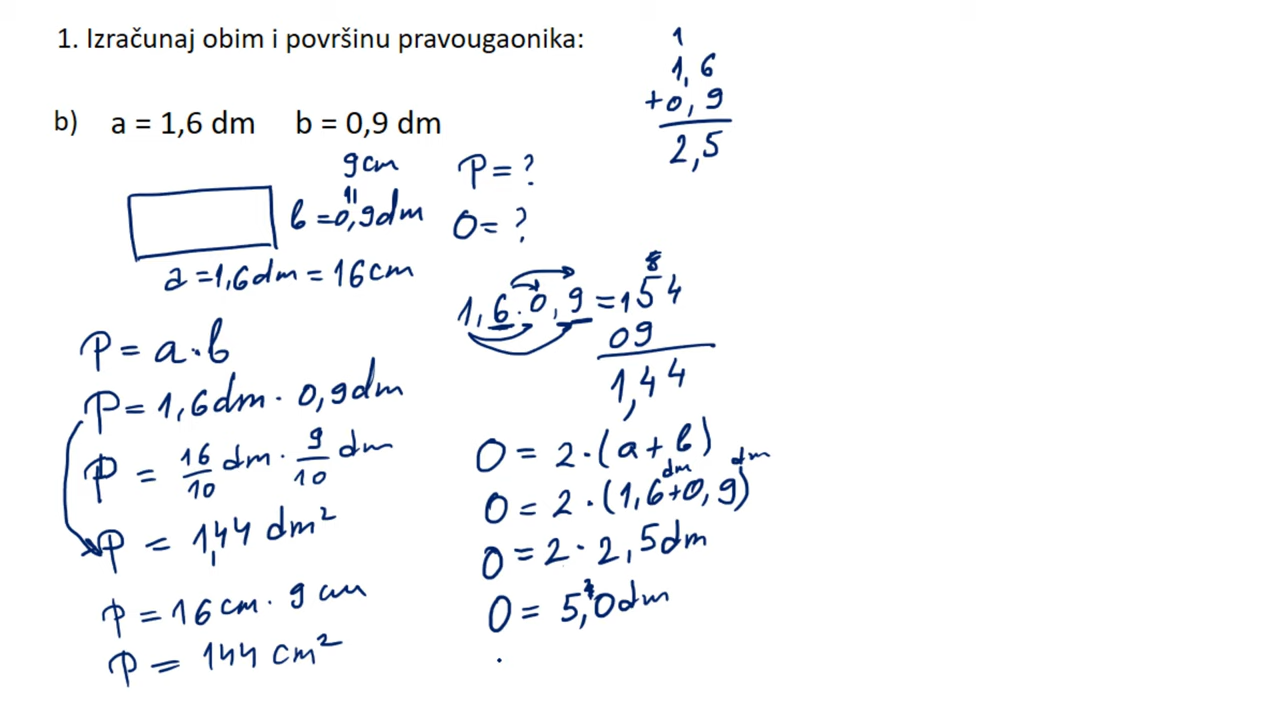 1. Izračunaj obim i površinu pravougaonika:
b) a = 1,6 dm b = 0,9 dm
1
1,6
+0,9
2,5
9cm
b = 0,9dm
a = 1,6dm = 16cm
P = ?
O = ?
1,6 · 0,9 = 154
09
1,44
P = a · b
P = 1,6dm · 0,9dm
P = 16/10 dm · 9/10 dm
P = 1,44 dm²
P = 16cm · 9cm
P = 144 cm²
O = 2 · (a + b)
O = 2 · (1,6 dm + 0,9 dm)
O = 2 · 2,5dm
O = 5,0dm